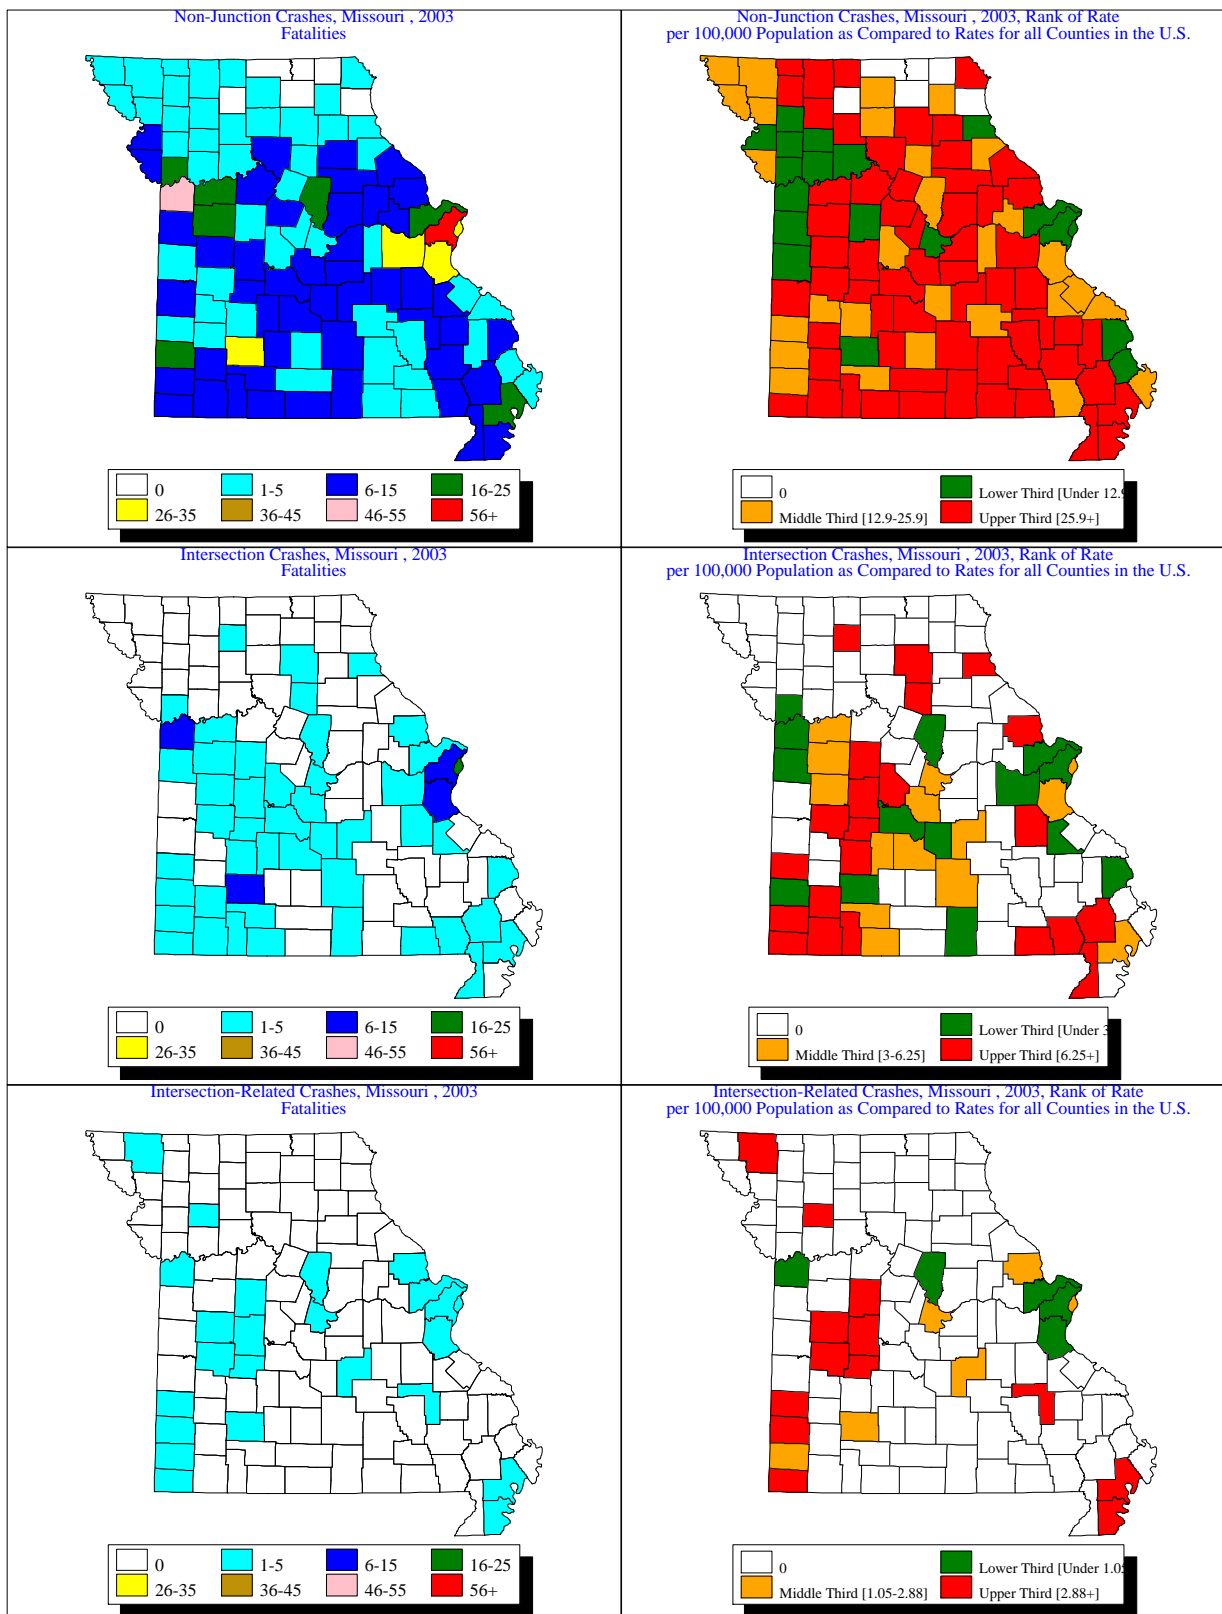 Non-Junction Crashes, Missouri , 2003
Fatalities
0
1-5
6-15
16-25
26-35
36-45
46-55
56+
Non-Junction Crashes, Missouri , 2003, Rank of Rate
per 100,000 Population as Compared to Rates for all Counties in the U.S.
0
Lower Third [Under 12.9
Middle Third [12.9-25.9]
Upper Third [25.9+]
Intersection Crashes, Missouri , 2003
Fatalities
0
1-5
6-15
16-25
26-35
36-45
46-55
56+
Intersection Crashes, Missouri , 2003, Rank of Rate
per 100,000 Population as Compared to Rates for all Counties in the U.S.
0
Lower Third [Under 3
Middle Third [3-6.25]
Upper Third [6.25+]
Intersection-Related Crashes, Missouri , 2003
Fatalities
0
1-5
6-15
16-25
26-35
36-45
46-55
56+
Intersection-Related Crashes, Missouri , 2003, Rank of Rate
per 100,000 Population as Compared to Rates for all Counties in the U.S.
0
Lower Third [Under 1.05
Middle Third [1.05-2.88]
Upper Third [2.88+]